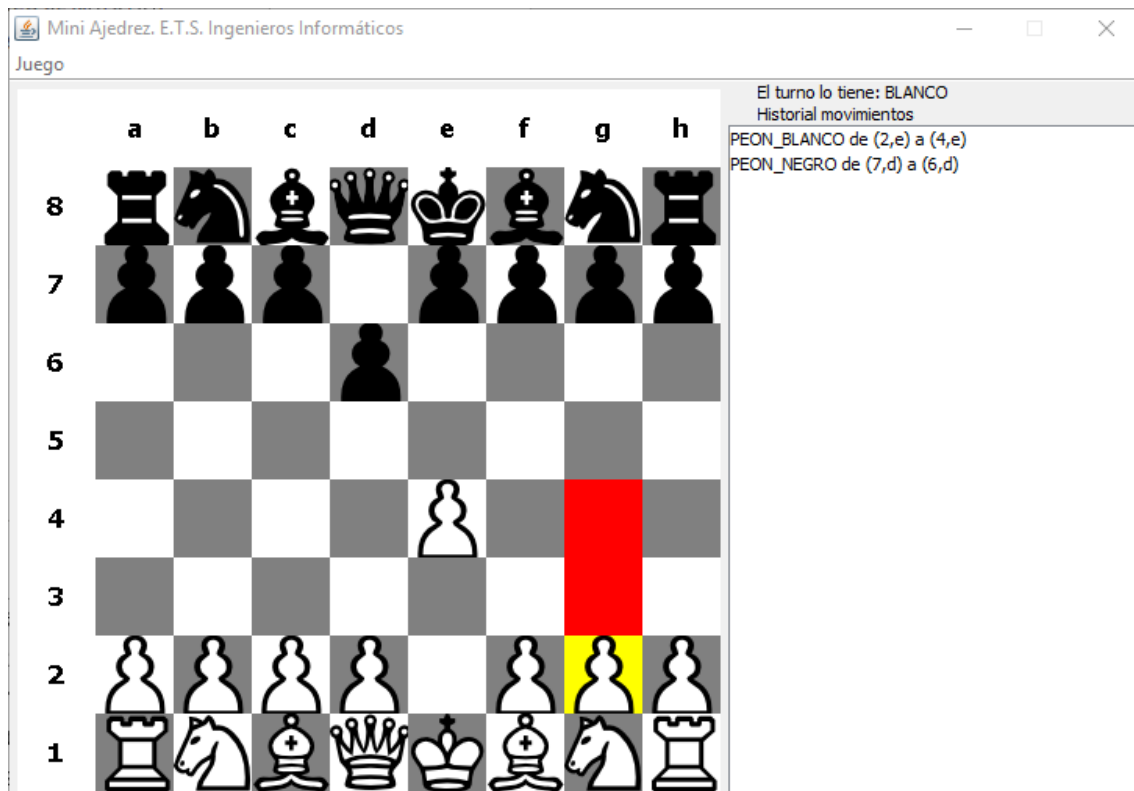 Mini Ajedrez. E.T.S. Ingenieros Informáticos
Juego
El turno lo tiene: BLANCO
Historial movimientos
PEON_BLANCO de (2,e) a (4,e)
PEON_NEGRO de (7,d) a (6,d)
a b c d e f g h
8
7
6
5
4
3
2
1